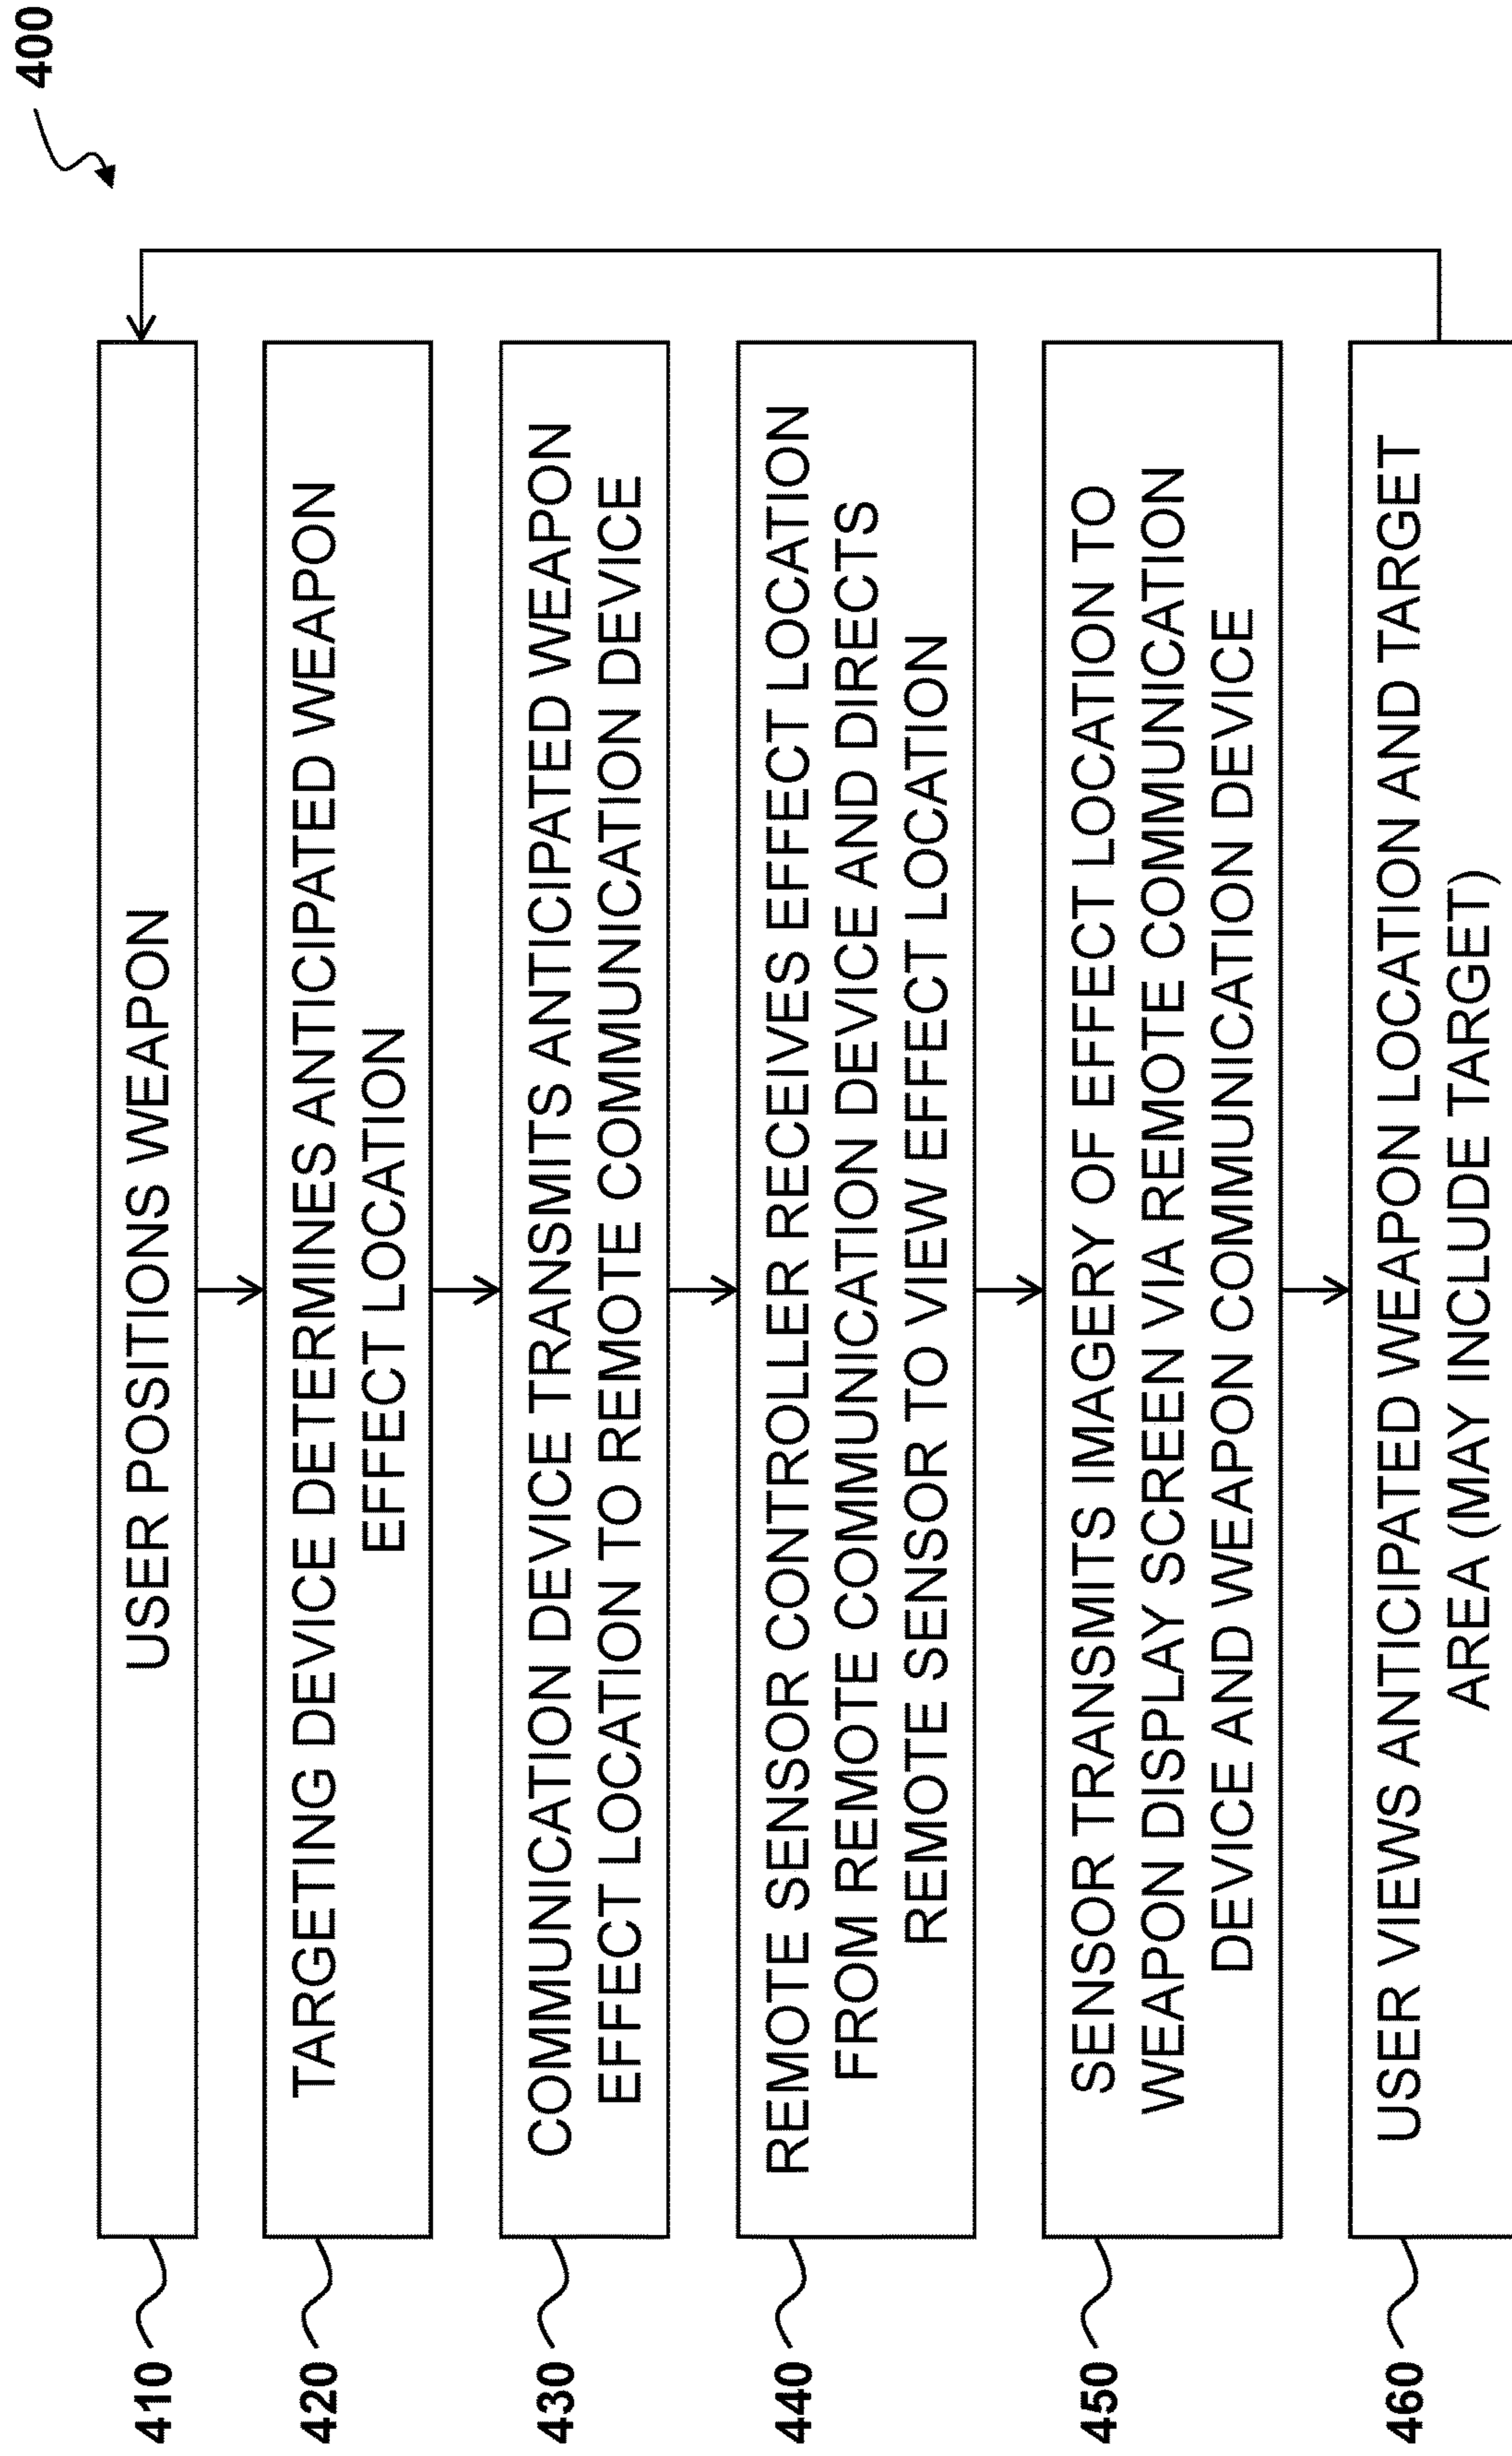 400
410
USER POSITIONS WEAPON
420
TARGETING DEVICE DETERMINES ANTICIPATED WEAPON
EFFECT LOCATION
430
COMMUNICATION DEVICE TRANSMITS ANTICIPATED WEAPON
EFFECT LOCATION TO REMOTE COMMUNICATION DEVICE
440
REMOTE SENSOR CONTROLLER RECEIVES EFFECT LOCATION
FROM REMOTE COMMUNICATION DEVICE AND DIRECTS
REMOTE SENSOR TO VIEW EFFECT LOCATION
450
SENSOR TRANSMITS IMAGERY OF EFFECT LOCATION TO
WEAPON DISPLAY SCREEN VIA REMOTE COMMUNICATION
DEVICE AND WEAPON COMMUNICATION DEVICE
460
USER VIEWS ANTICIPATED WEAPON LOCATION AND TARGET
AREA (MAY INCLUDE TARGET)